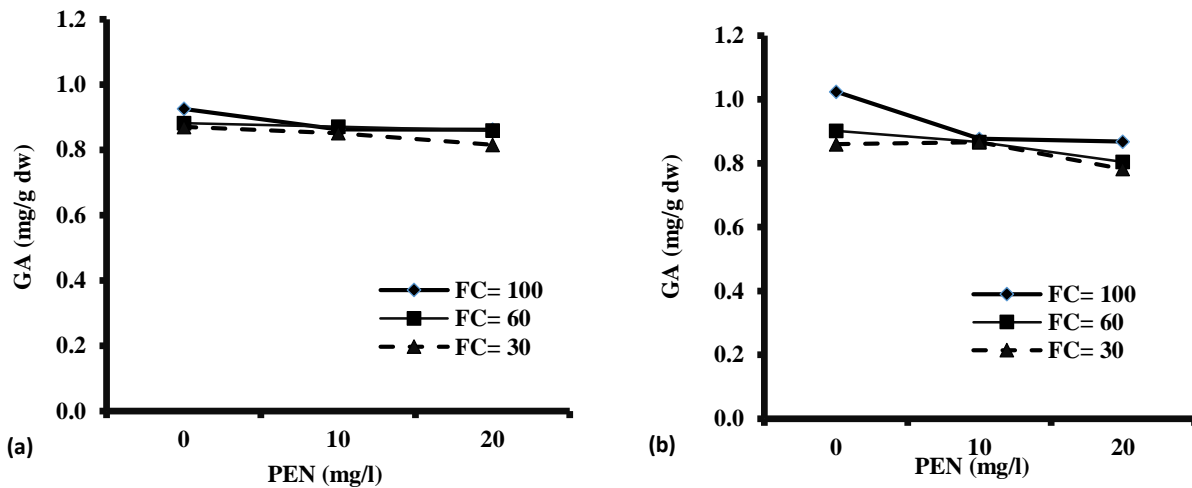 1.2
1.0
0.8
0.6
0.4
0.2
0.0
GA (mg/g dw)
FC= 100
FC= 60
FC= 30
0 10 20
PEN (mg/l)
(a)
1.2
1.0
0.8
0.6
0.4
0.2
0.0
GA (mg/g dw)
FC= 100
FC= 60
FC= 30
0 10 20
PEN (mg/l)
(b)